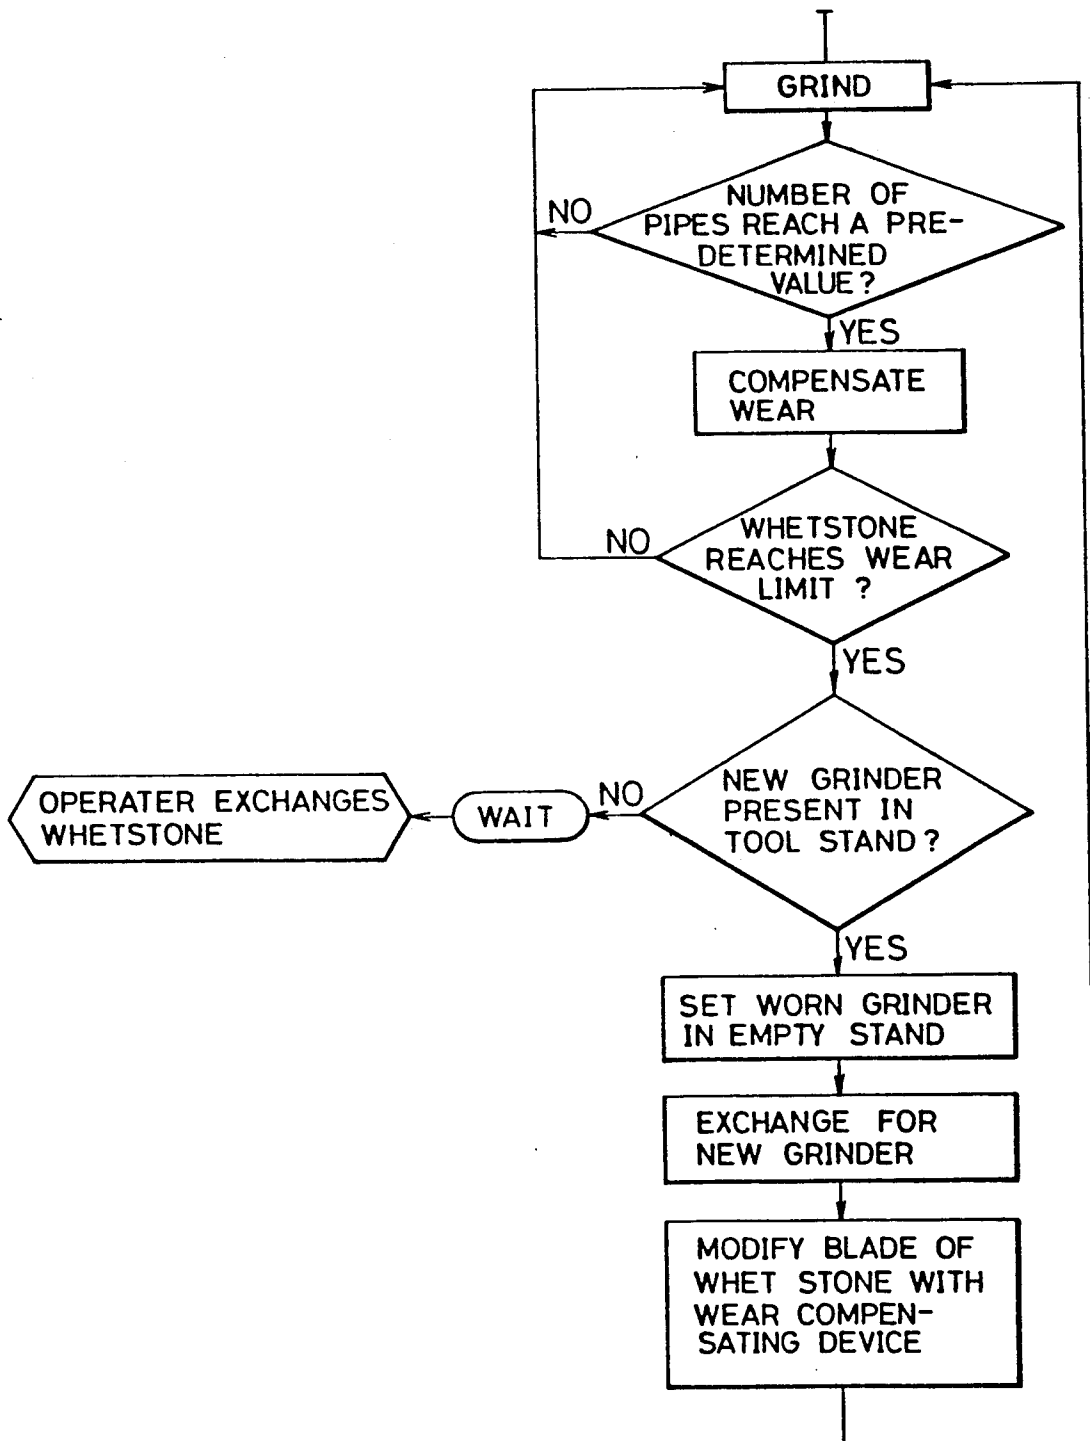 GRIND
NUMBER OF
PIPES REACH A PRE-
DETERMINED
VALUE?
NO
YES
COMPENSATE
WEAR
WHETSTONE
REACHES WEAR
LIMIT ?
NO
YES
NEW GRINDER
PRESENT IN
TOOL STAND?
NO
WAIT
OPERATER EXCHANGES
WHETSTONE
YES
SET WORN GRINDER
IN EMPTY STAND
EXCHANGE FOR
NEW GRINDER
MODIFY BLADE OF
WHET STONE WITH
WEAR COMPEN-
SATING DEVICE